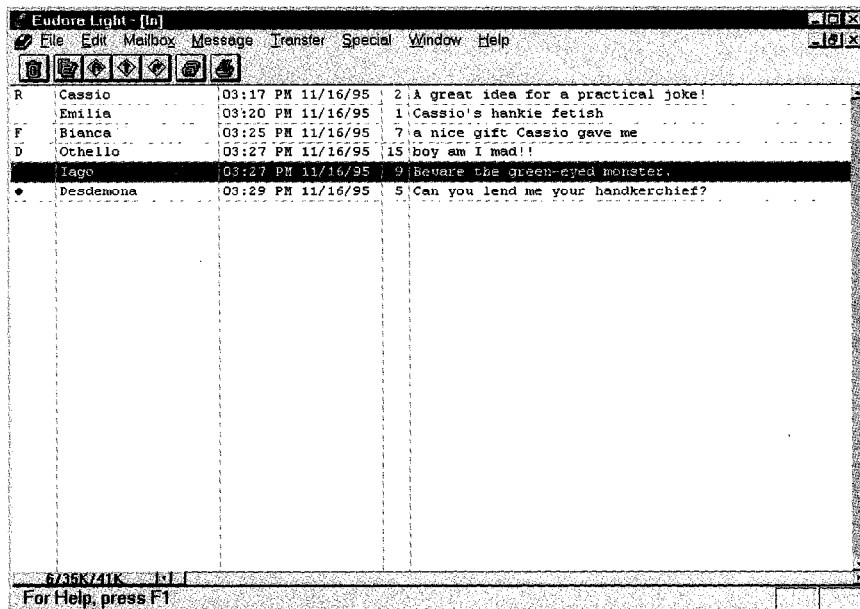 Eudora Light - [In]
File Edit Mailbox Message Transfer Special Window Help
R Cassio 03:17 PM 11/16/95 2 A great idea for a practical joke!
Emilia 03:20 PM 11/16/95 1 Cassio's hankie fetish
F Bianca 03:25 PM 11/16/95 7 a nice gift Cassio gave me
D Othello 03:27 PM 11/16/95 15 boy am I mad!!
Iago 03:27 PM 11/16/95 9 Beware the green-eyed monster.
• Desdemona 03:29 PM 11/16/95 5 Can you lend me your handkerchief?
6/35K/41K
For Help, press F1